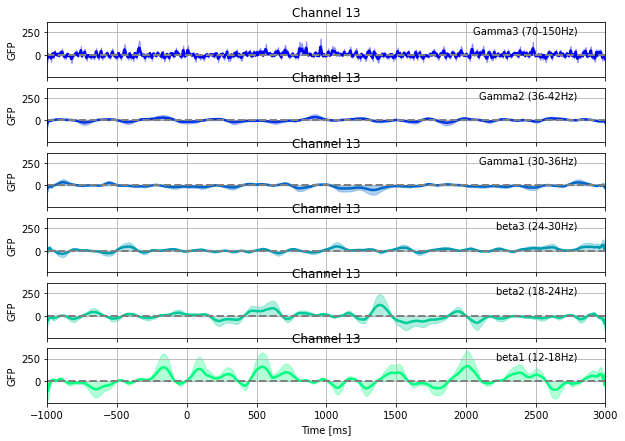 Channel 13
250
Gamma3 (70-150Hz)
GFP
0
Channel 13
250
Gamma2 (36-42Hz)
GFP
0
Channel 13
250
Gamma1 (30-36Hz)
GFP
0
Channel 13
250
beta3 (24-30Hz)
GFP
0
Channel 13
250
beta2 (18-24Hz)
GFP
0
Channel 13
250
beta1 (12-18Hz)
GFP
0
−1000 −500 0 500 1000 1500 2000 2500 3000
Time [ms]